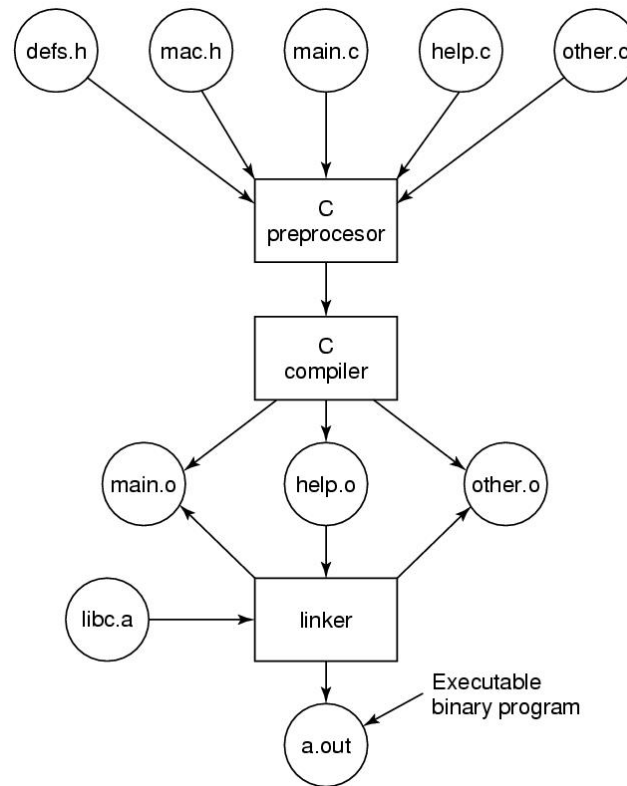 defs.h
mac.h
main.c
help.c
other.c
C
preprocesor
C
compiler
main.o
help.o
other.o
libc.a
linker
Executable
binary program
a.out